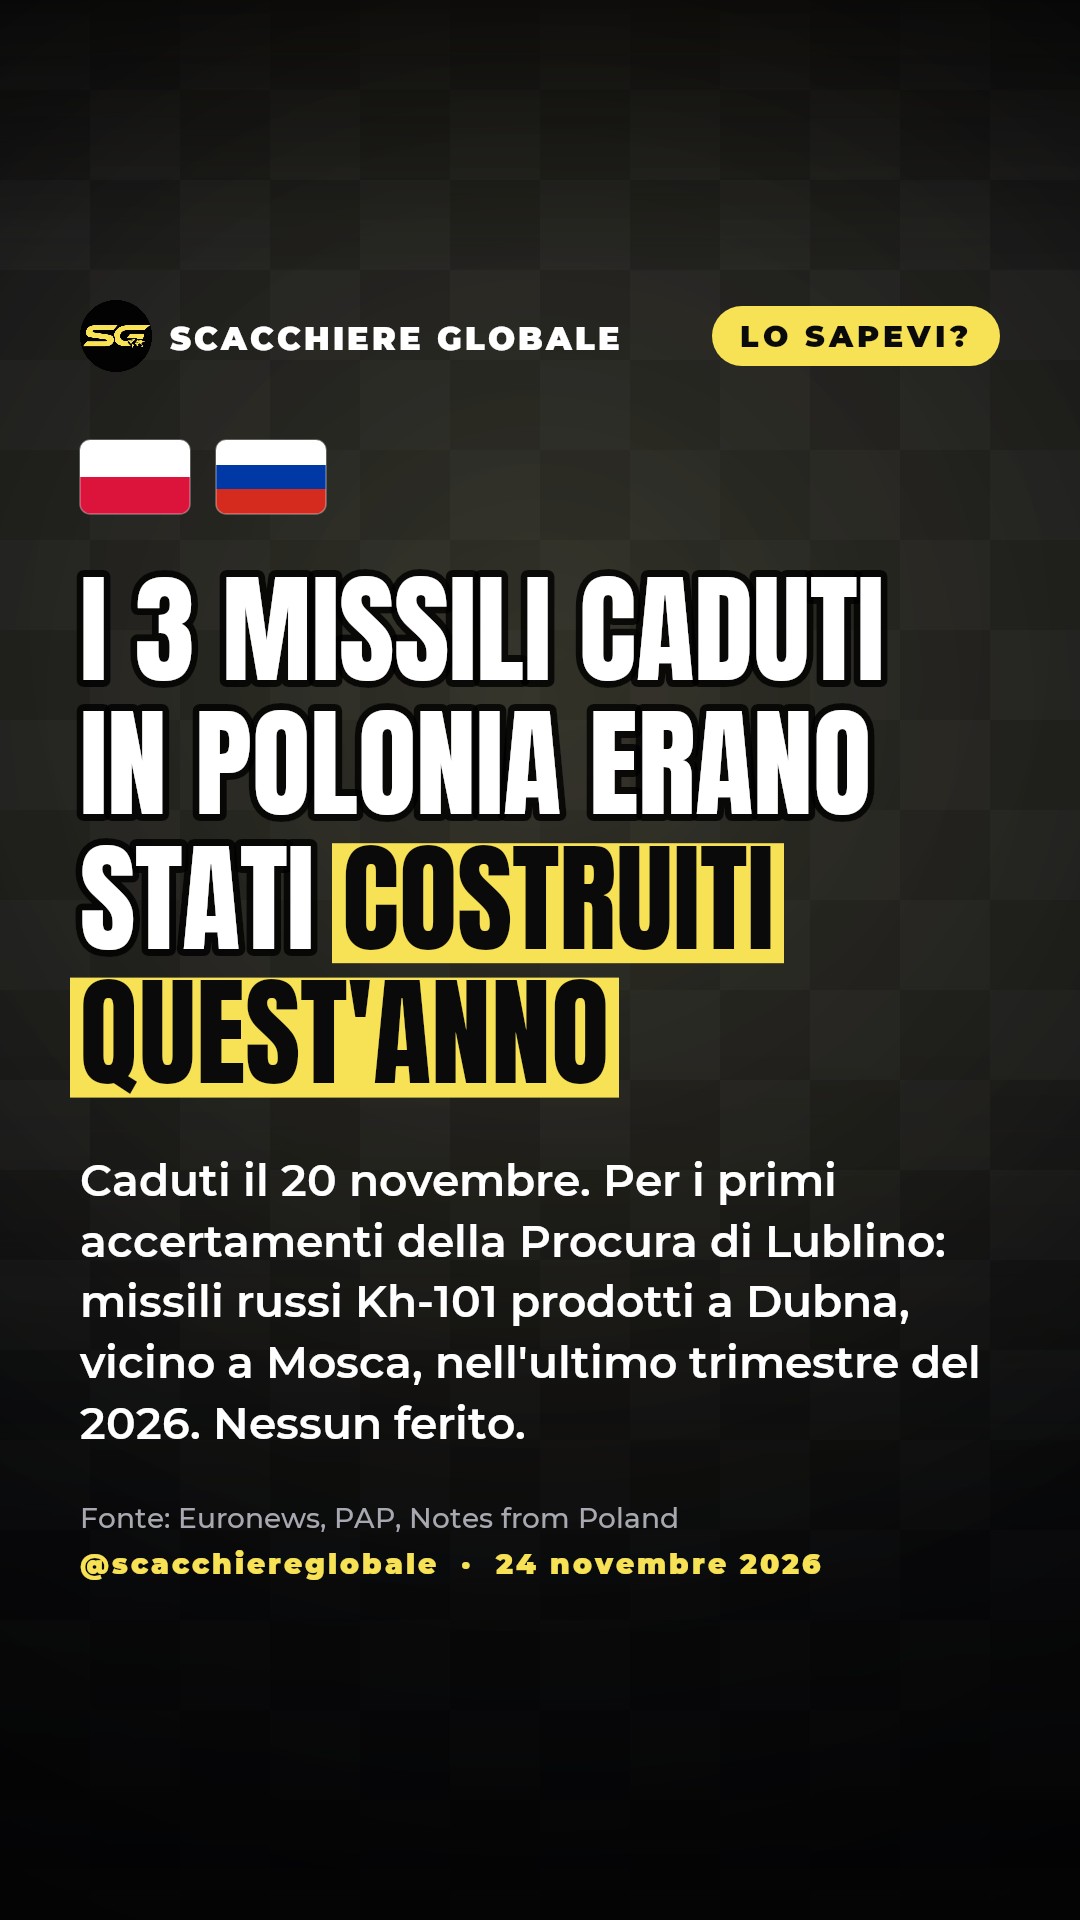 SG
SCACCHIERE GLOBALE
LO SAPEVI?
I 3 MISSILI CADUTI
IN POLONIA ERANO
STATI COSTRUITI
QUEST'ANNO
Caduti il 20 novembre. Per i primi
accertamenti della Procura di Lublino:
missili russi Kh-101 prodotti a Dubna,
vicino a Mosca, nell'ultimo trimestre del
2026. Nessun ferito.
Fonte: Euronews, PAP, Notes from Poland
@scacchiereglobale • 24 novembre 2026